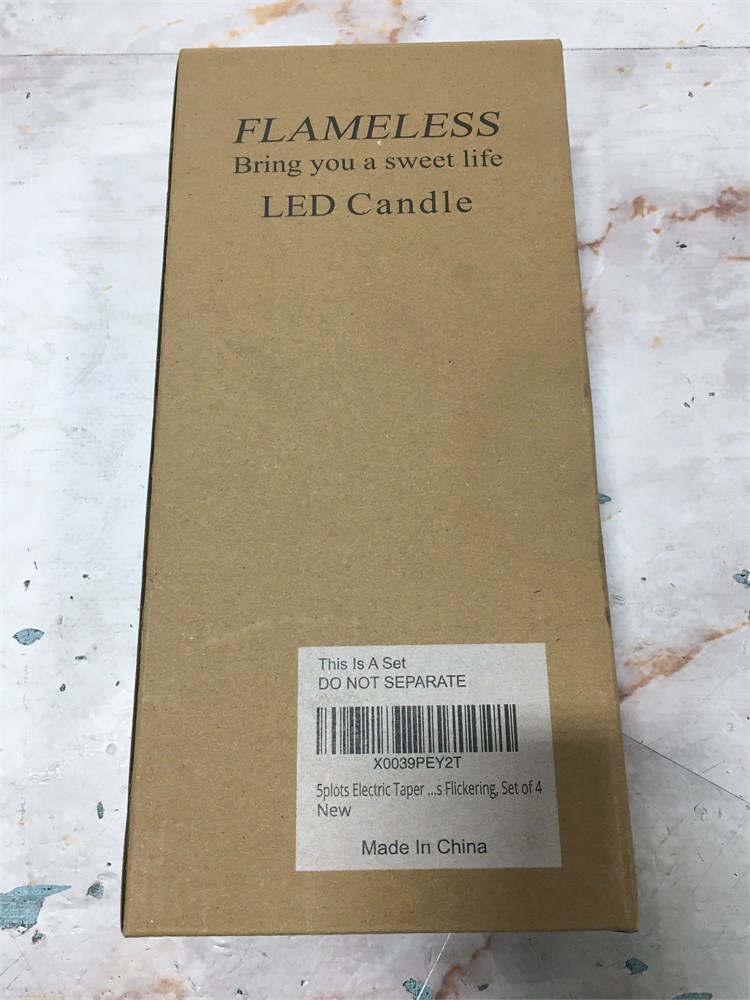 FLAMELESS
Bring you a sweet life
LED Candle
This Is A Set
DO NOT SEPARATE
X0039PEY2T
5plots Electric Taper ...s Flickering, Set of 4
New
Made In China